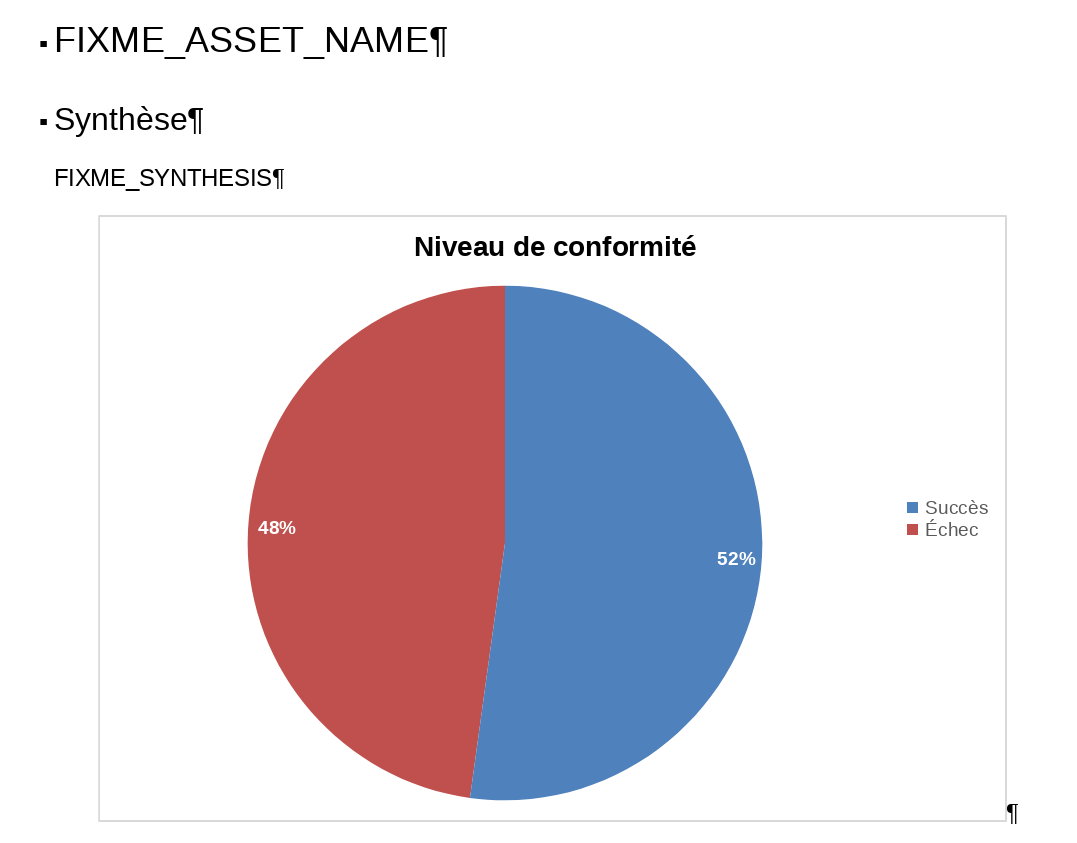 ▪ FIXME_ASSET_NAME¶
▪ Synthèse¶
FIXME_SYNTHESIS¶
Niveau de conformité
48%
52%
Succès
Échec
¶